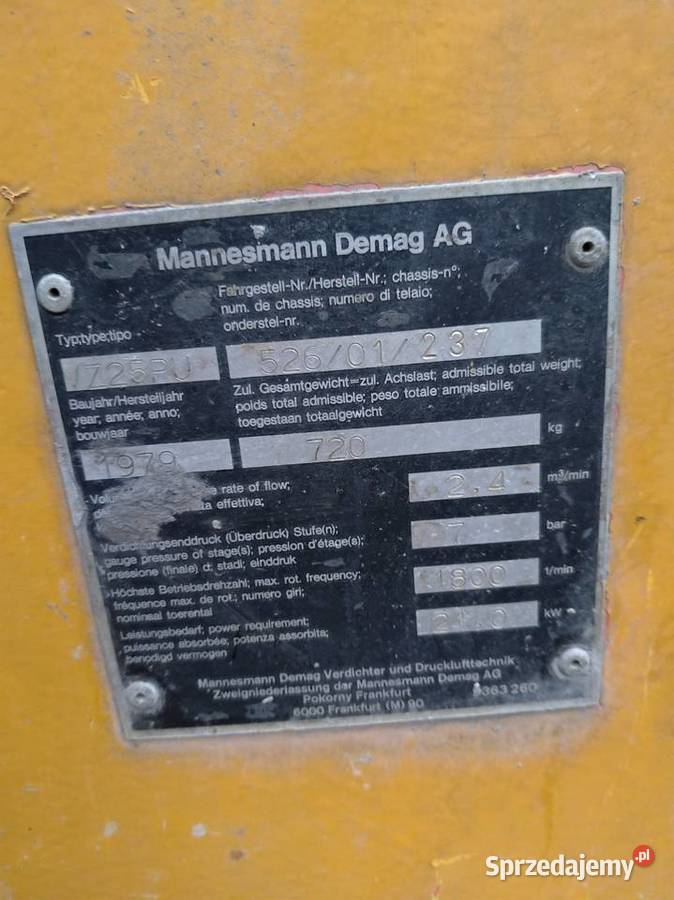 Mannesmann Demag AG
Fahrgestell-Nr./Herstell-Nr.; chassis-n°;
num. de chassis; numero di telaio;
onderstel-nr.
Typ;type;tipo
526/01/237
Baujahr/Herstelljahr
year; année; anno;
bouwjaar
Zul. Gesamtgewicht=zul. Achslast; admissible total weight;
poids total admissible; peso totale ammissibile;
toegestaan totaalgewicht
1979
720
kg
rate of flow;
effettiva;
2.4
m³/min
Verdichtungsenddruck (Überdruck) Stufe(n);
gauge pressure of stage(s); pression d'étage(s);
pressione (finale) d; stadi; einddruk
7
bar
Höchste Betriebsdrehzahl; max. rot. frequency;
fréquence max. de rot.; numero giri;
nominaal toerental
1800
1/min
Leistungsbedarf; power requirement;
puissance absorbée; potenza assorbita;
benodigd vermogen
kW
Mannesmann Demag Verdichter und Drucklufttechnik
Zweigniederlassung der Mannesmann Demag AG
Pokorny Frankfurt
6000 Frankfurt (M) 90
Sprzedajemy.pl